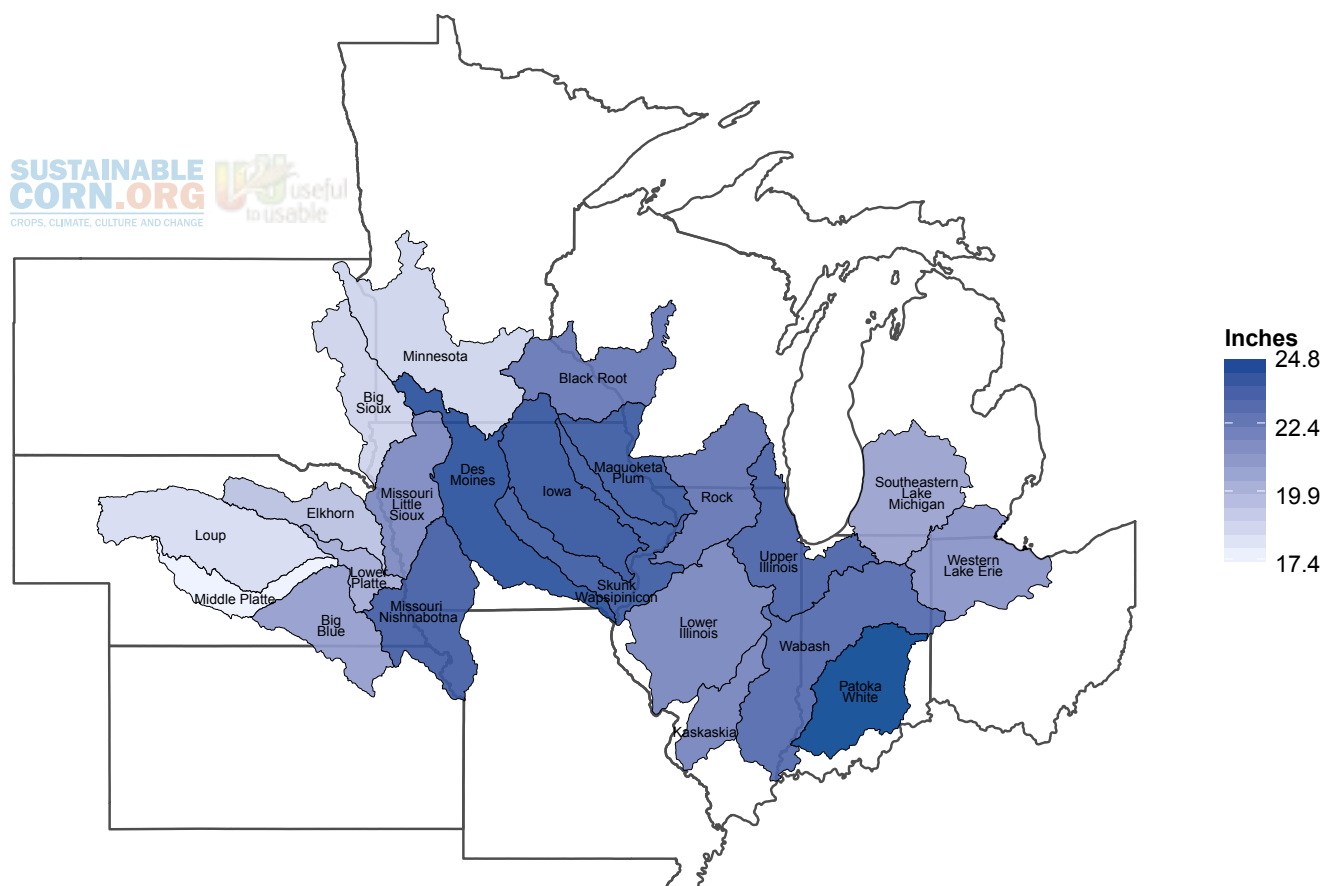 SUSTAINABLE
CORN.ORG
CROPS, CLIMATE, CULTURE AND CHANGE
U2U useful
to usable
Minnesota
Black Root
Big
Sioux
Des
Moines
Maguoketa
Plum
Iowa
Missouri
Little
Sioux
Rock
Southeastern
Lake
Michigan
Elkhorn
Loup
Upper
Illinois
Western
Lake Erie
Lower
Platte
Middle Platte
Skunk
Wapsipinicon
Missouri
Nishnabotna
Big
Blue
Lower
Illinois
Wabash
Patoka
White
Kaskaskia
Inches
24.8
22.4
19.9
17.4